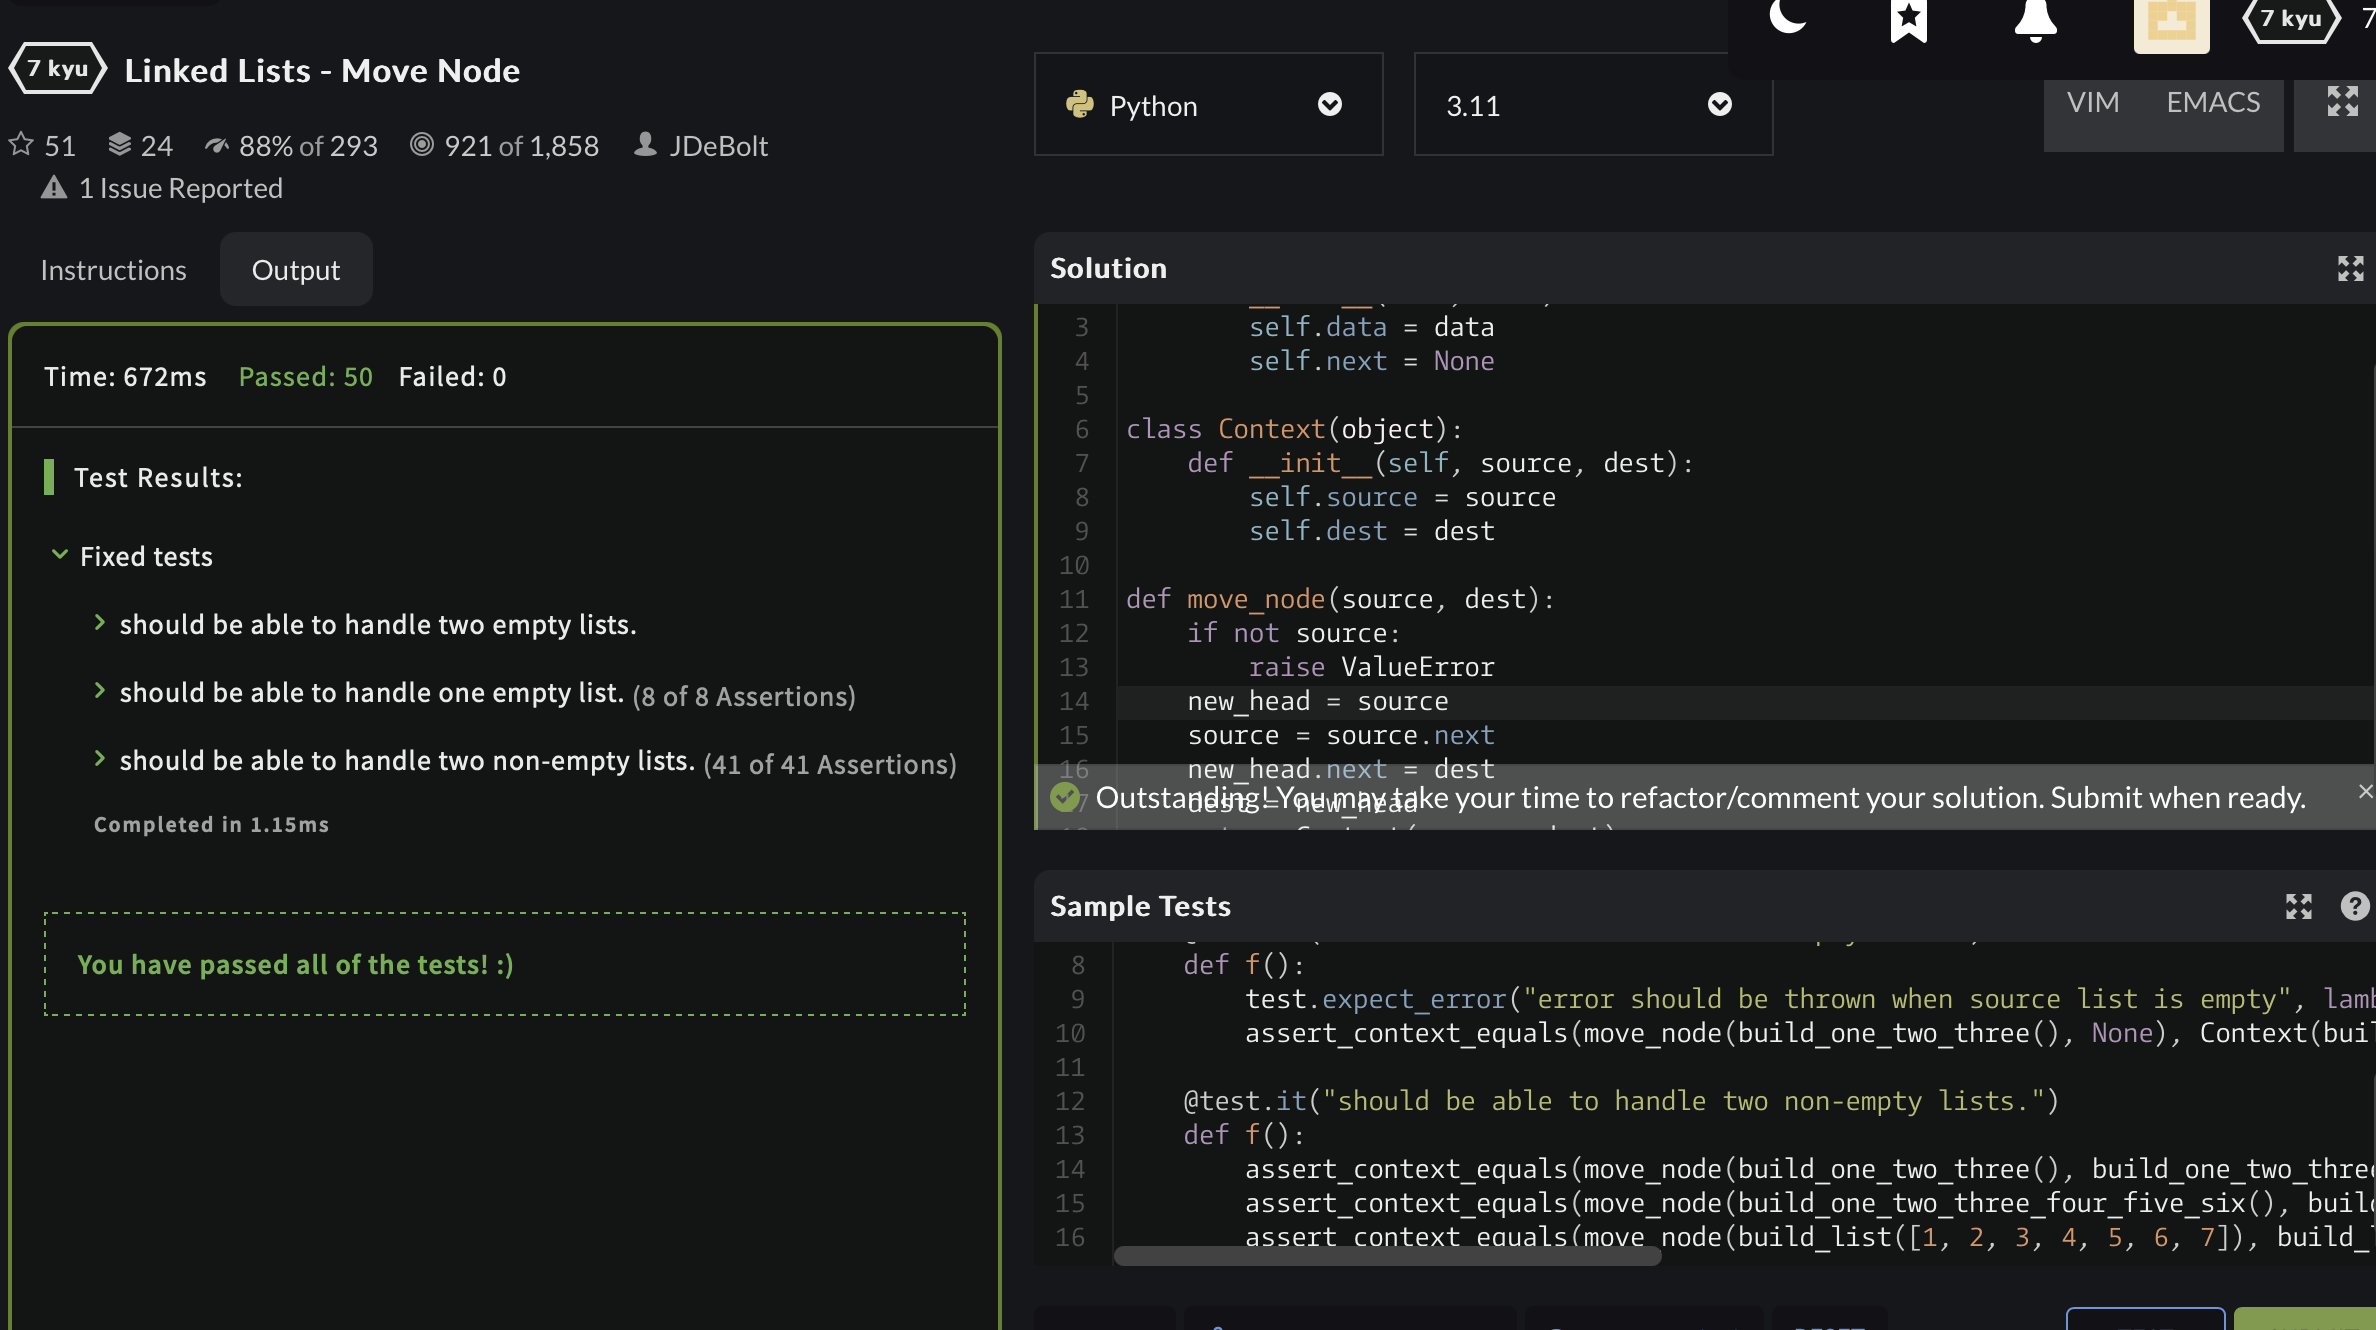 7 kyu Linked Lists - Move Node
51 24 88% of 293 921 of 1,858 JDeBolt
1 Issue Reported
Instructions Output
Time: 672ms Passed: 50 Failed: 0
Test Results:
Fixed tests
should be able to handle two empty lists.
should be able to handle one empty list. (8 of 8 Assertions)
should be able to handle two non-empty lists. (41 of 41 Assertions)
Completed in 1.15ms
You have passed all of the tests! :)
7 kyu 7
Python 3.11 VIM EMACS
Solution
3 self.data = data
4 self.next = None
5
6 class Context(object):
7 def __init__(self, source, dest):
8 self.source = source
9 self.dest = dest
10
11 def move_node(source, dest):
12 if not source:
13 raise ValueError
14 new_head = source
15 source = source.next
16 new_head.next = dest
17 dest = new_head
Outstanding! You may take your time to refactor/comment your solution. Submit when ready.
Sample Tests
8 def f():
9 test.expect_error("error should be thrown when source list is empty", lamb
10 assert_context_equals(move_node(build_one_two_three(), None), Context(buil
11
12 @test.it("should be able to handle two non-empty lists.")
13 def f():
14 assert_context_equals(move_node(build_one_two_three(), build_one_two_three
15 assert_context_equals(move_node(build_one_two_three_four_five_six(), build
16 assert_context_equals(move_node(build_list([1, 2, 3, 4, 5, 6, 7]), build_